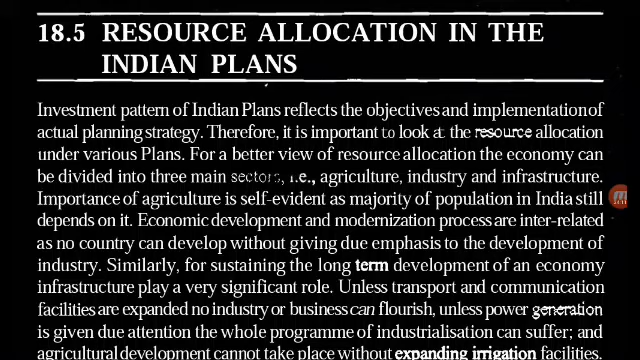 18.5 RESOURCE ALLOCATION IN THE
INDIAN PLANS
Investment pattern of Indian Plans reflects the objectives and implementation of
actual planning strategy. Therefore, it is important to look at the resource allocation
under various Plans. For a better view of resource allocation the economy can
be divided into three main sectors, i.e., agriculture, industry and infrastructure.
Importance of agriculture is self-evident as majority of population in India still
depends on it. Economic development and modernization process are inter-related
as no country can develop without giving due emphasis to the development of
industry. Similarly, for sustaining the long term development of an economy
infrastructure play a very significant role. Unless transport and communication
facilities are expanded no industry or business can flourish, unless power generation
is given due attention the whole programme of industrialisation can suffer; and
agricultural development cannot take place without expanding irrigation facilities.